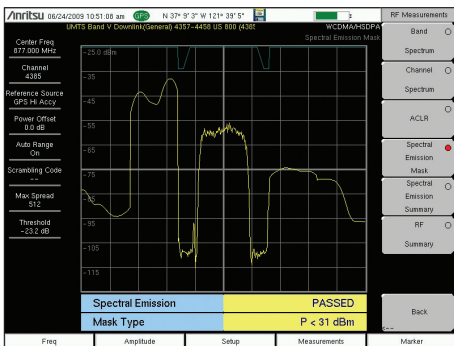 Anritsu 06/24/2009 10:51:08 am GPS N 37° 9' 3" W 121° 39' 5"
RF Measurements
UMTS Band V Downlink(General) 4357-4458 US 800 (4385
WCDMA/HSDPA
Spectral Emission Mask
Center Freq
877.000 MHz
Channel
4385
Reference Source
GPS Hi Accy
Power Offset
0.0 dB
Auto Range
On
Scrambling Code
--
Max Spread
512
Threshold
-23.2 dB
-25.0 dBm
-35
-45
-55
-65
-85
-95
-105
-115
Band
Spectrum
Channel
Spectrum
ACLR
Spectral
Emission
Mask
Spectral
Emission
Summary
RF
Summary
Back
<--
Spectral Emission PASSED
Mask Type P < 31 dBm
Freq Amplitude Setup Measurements Marker